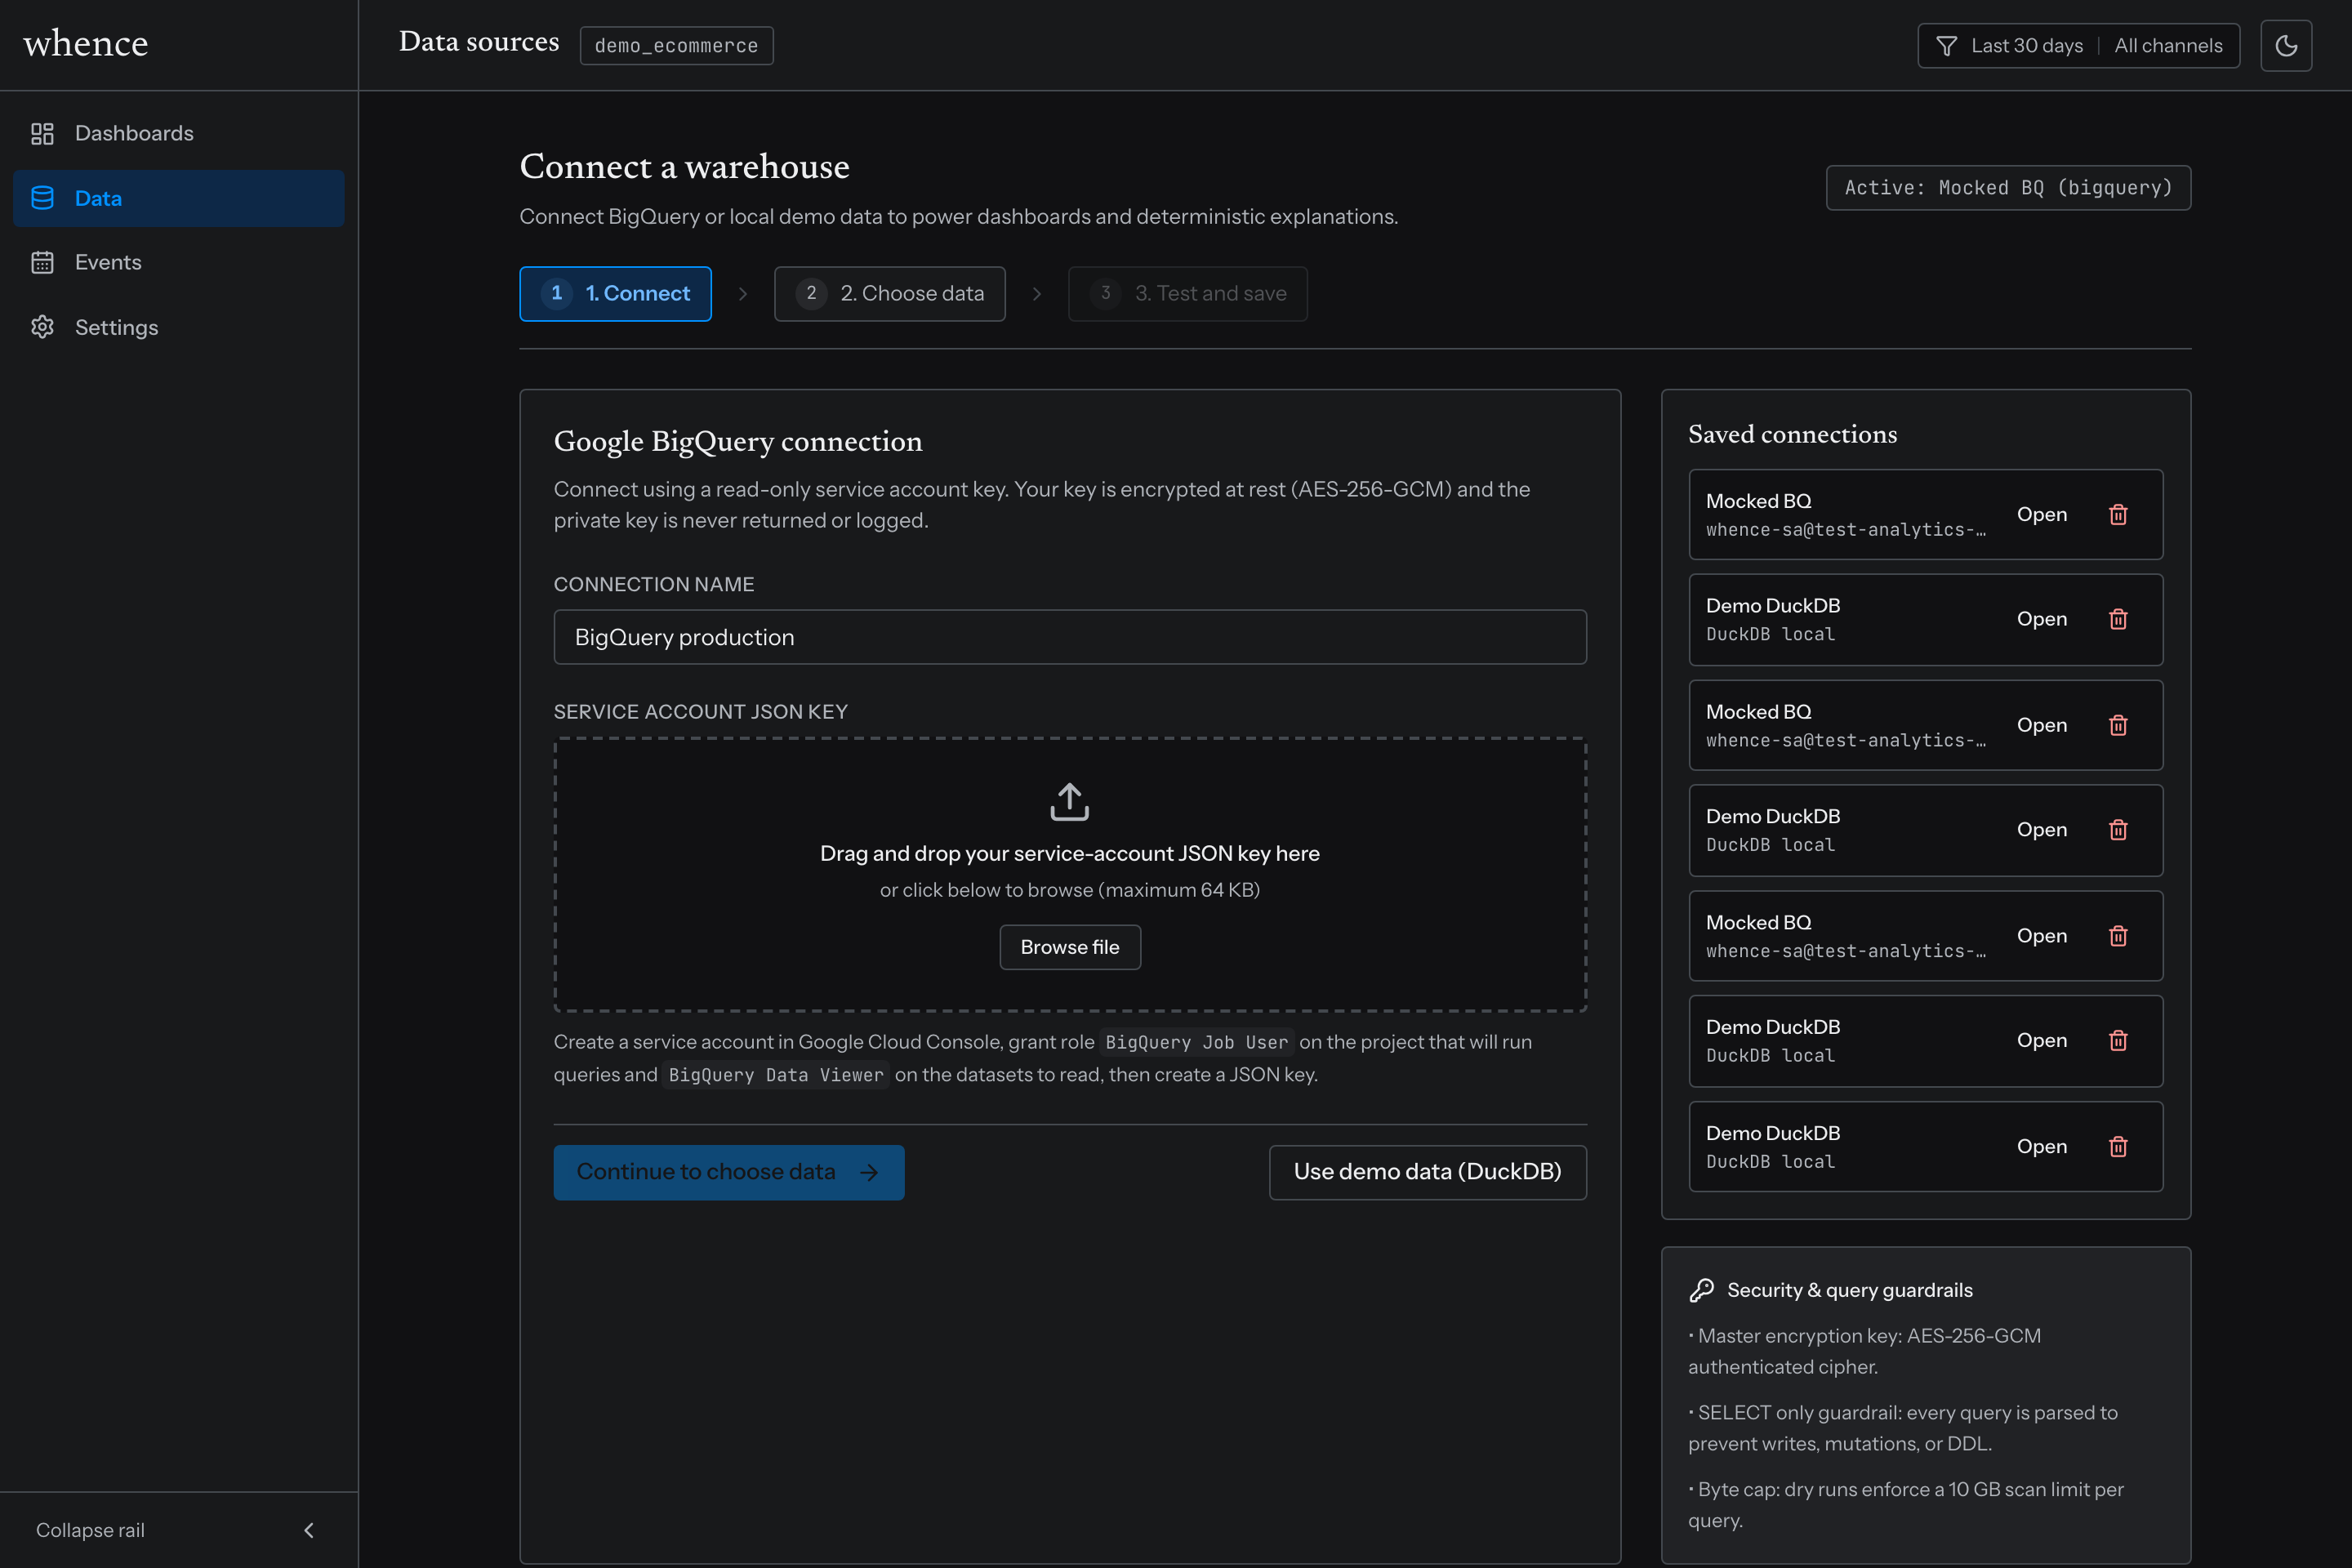 whence
Data sources
demo_ecommerce
Last 30 days
All channels
Dashboards
Data
Events
Settings
Collapse rail
Connect a warehouse
Connect BigQuery or local demo data to power dashboards and deterministic explanations.
Active: Mocked BQ (bigquery)
1 1. Connect
2 2. Choose data
3 3. Test and save
Google BigQuery connection
Connect using a read-only service account key. Your key is encrypted at rest (AES-256-GCM) and the
private key is never returned or logged.
CONNECTION NAME
BigQuery production
SERVICE ACCOUNT JSON KEY
Drag and drop your service-account JSON key here
or click below to browse (maximum 64 KB)
Browse file
Create a service account in Google Cloud Console, grant role BigQuery Job User on the project that will run
queries and BigQuery Data Viewer on the datasets to read, then create a JSON key.
Continue to choose data
Use demo data (DuckDB)
Saved connections
Mocked BQ
whence-sa@test-analytics-…
Open
Demo DuckDB
DuckDB local
Open
Mocked BQ
whence-sa@test-analytics-…
Open
Demo DuckDB
DuckDB local
Open
Mocked BQ
whence-sa@test-analytics-…
Open
Demo DuckDB
DuckDB local
Open
Demo DuckDB
DuckDB local
Open
Security & query guardrails
• Master encryption key: AES-256-GCM
authenticated cipher.
• SELECT only guardrail: every query is parsed to
prevent writes, mutations, or DDL.
• Byte cap: dry runs enforce a 10 GB scan limit per
query.